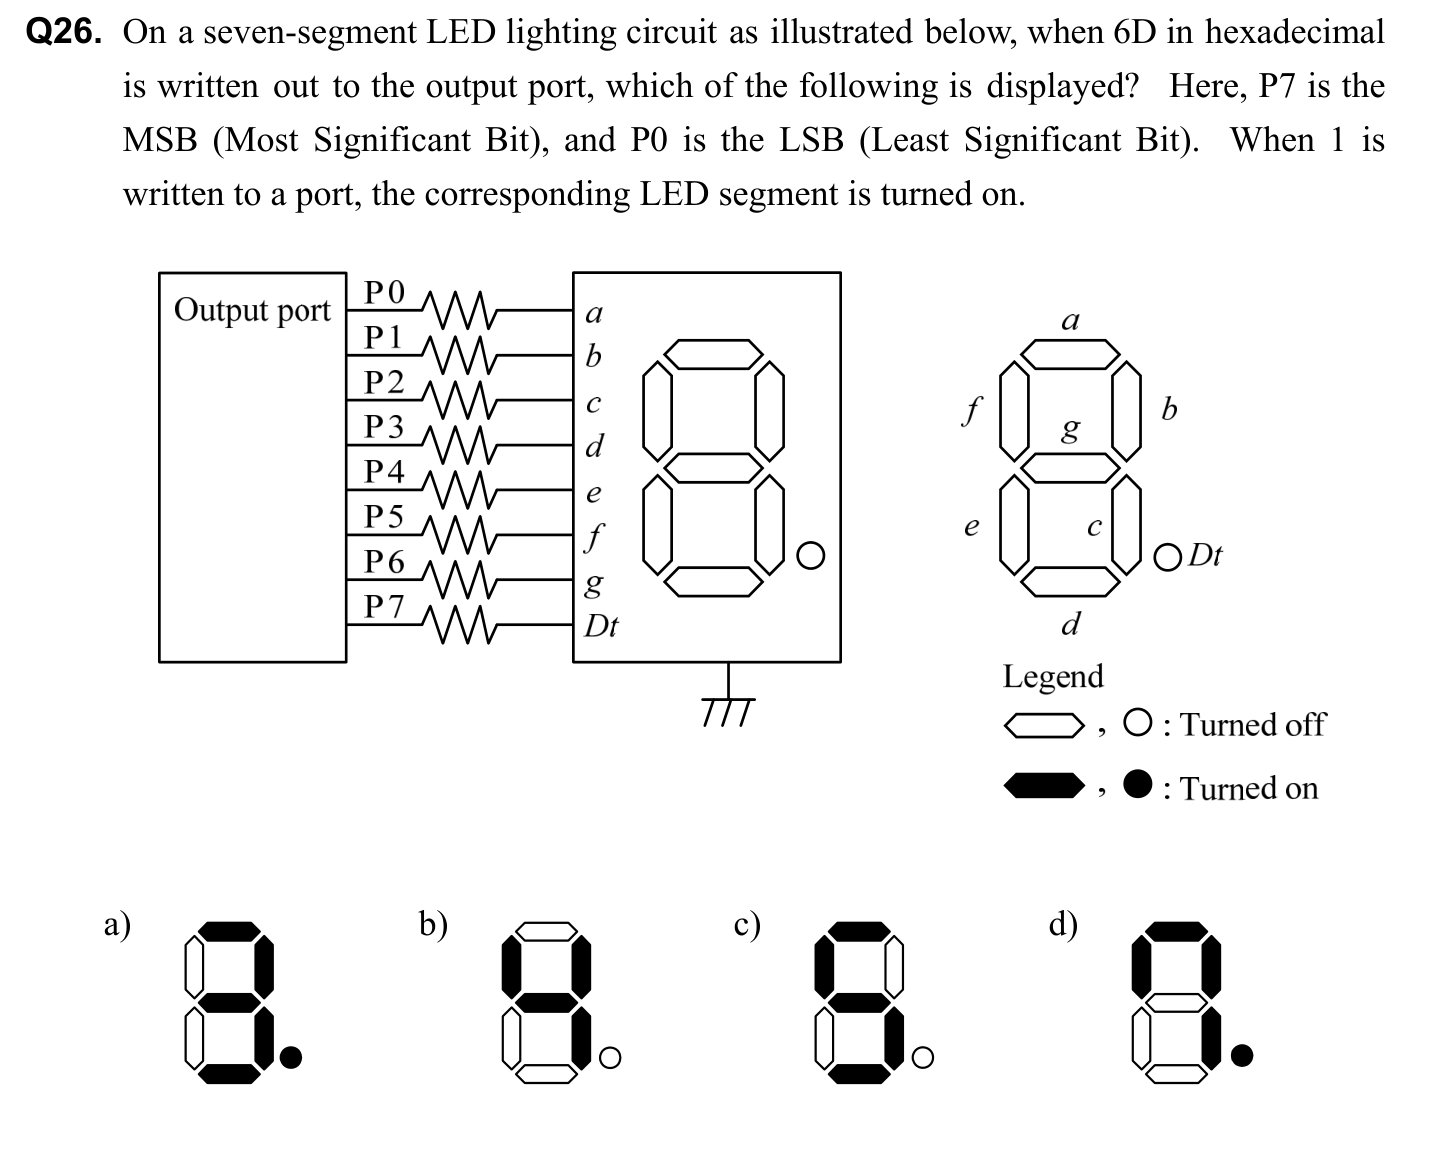 Q26. On a seven-segment LED lighting circuit as illustrated below, when 6D in hexadecimal
is written out to the output port, which of the following is displayed? Here, P7 is the
MSB (Most Significant Bit), and P0 is the LSB (Least Significant Bit). When 1 is
written to a port, the corresponding LED segment is turned on.
Output port
P0
P1
P2
P3
P4
P5
P6
P7
a
b
c
d
e
f
g
Dt
a
f
b
g
e
c
Dt
d
Legend
, : Turned off
, : Turned on
a) b) c) d)